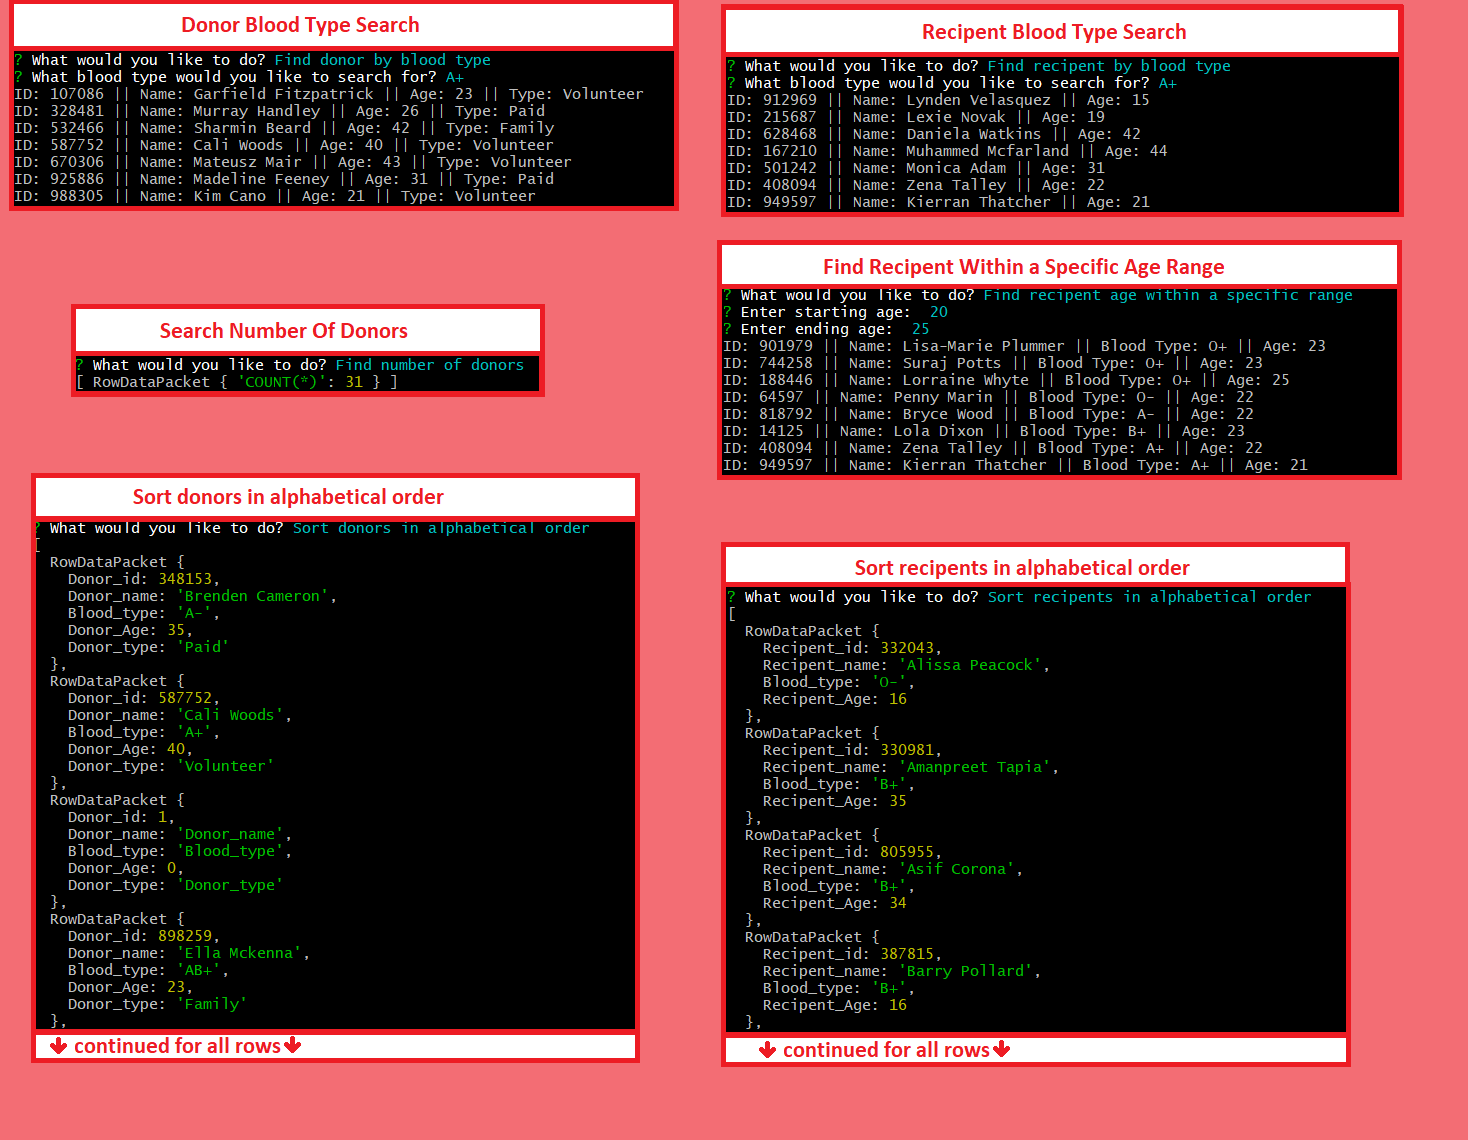 Donor Blood Type Search
? What would you like to do? Find donor by blood type
? What blood type would you like to search for? A+
ID: 107086 || Name: Garfield Fitzpatrick || Age: 23 || Type: Volunteer
ID: 328481 || Name: Murray Handley || Age: 26 || Type: Paid
ID: 532466 || Name: Sharmin Beard || Age: 42 || Type: Family
ID: 587752 || Name: Cali Woods || Age: 40 || Type: Volunteer
ID: 670306 || Name: Mateusz Mair || Age: 43 || Type: Volunteer
ID: 925886 || Name: Madeline Feeney || Age: 31 || Type: Paid
ID: 988305 || Name: Kim Cano || Age: 21 || Type: Volunteer
Recipent Blood Type Search
? What would you like to do? Find recipent by blood type
? What blood type would you like to search for? A+
ID: 912969 || Name: Lynden Velasquez || Age: 15
ID: 215687 || Name: Lexie Novak || Age: 19
ID: 628468 || Name: Daniela Watkins || Age: 42
ID: 167210 || Name: Muhammed Mcfarland || Age: 44
ID: 501242 || Name: Monica Adam || Age: 31
ID: 408094 || Name: Zena Talley || Age: 22
ID: 949597 || Name: Kierran Thatcher || Age: 21
Search Number Of Donors
? What would you like to do? Find number of donors
[ RowDataPacket { 'COUNT(*)': 31 } ]
Find Recipent Within a Specific Age Range
? What would you like to do? Find recipent age within a specific range
? Enter starting age:  20
? Enter ending age:  25
ID: 901979 || Name: Lisa-Marie Plummer || Blood Type: O+ || Age: 23
ID: 744258 || Name: Suraj Potts || Blood Type: O+ || Age: 23
ID: 188446 || Name: Lorraine Whyte || Blood Type: O+ || Age: 25
ID: 64597 || Name: Penny Marin || Blood Type: O- || Age: 22
ID: 818792 || Name: Bryce Wood || Blood Type: A- || Age: 22
ID: 14125 || Name: Lola Dixon || Blood Type: B+ || Age: 23
ID: 408094 || Name: Zena Talley || Blood Type: A+ || Age: 22
ID: 949597 || Name: Kierran Thatcher || Blood Type: A+ || Age: 21
Sort donors in alphabetical order
? What would you like to do? Sort donors in alphabetical order
[
RowDataPacket {
Donor_id: 348153,
Donor_name: 'Brenden Cameron',
Blood_type: 'A-',
Donor_Age: 35,
Donor_type: 'Paid'
},
RowDataPacket {
Donor_id: 587752,
Donor_name: 'Cali Woods',
Blood_type: 'A+',
Donor_Age: 40,
Donor_type: 'Volunteer'
},
RowDataPacket {
Donor_id: 1,
Donor_name: 'Donor_name',
Blood_type: 'Blood_type',
Donor_Age: 0,
Donor_type: 'Donor_type'
},
RowDataPacket {
Donor_id: 898259,
Donor_name: 'Ella Mckenna',
Blood_type: 'AB+',
Donor_Age: 23,
Donor_type: 'Family'
},
continued for all rows
Sort recipents in alphabetical order
? What would you like to do? Sort recipents in alphabetical order
[
RowDataPacket {
Recipent_id: 332043,
Recipent_name: 'Alissa Peacock',
Blood_type: 'O-',
Recipent_Age: 16
},
RowDataPacket {
Recipent_id: 330981,
Recipent_name: 'Amanpreet Tapia',
Blood_type: 'B+',
Recipent_Age: 35
},
RowDataPacket {
Recipent_id: 805955,
Recipent_name: 'Asif Corona',
Blood_type: 'B+',
Recipent_Age: 34
},
RowDataPacket {
Recipent_id: 387815,
Recipent_name: 'Barry Pollard',
Blood_type: 'B+',
Recipent_Age: 16
},
continued for all rows